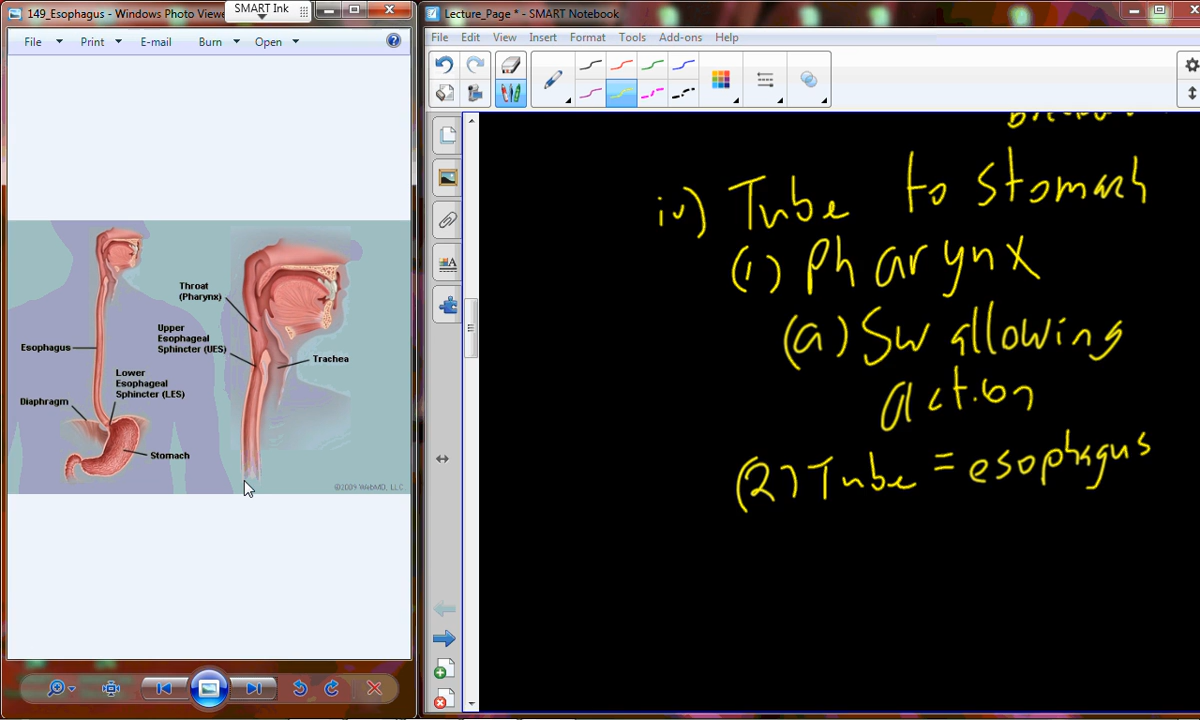 149_Esophagus - Windows Photo Viewe
SMART Ink
File Print E-mail Burn Open
Throat
(Pharynx)
Upper
Esophageal
Sphincter (UES)
Esophagus
Trachea
Lower
Esophageal
Sphincter (LES)
Diaphragm
Stomach
©2009 WebMD, LLC.
Lecture_Page * - SMART Notebook
File Edit View Insert Format Tools Add-ons Help
iv) Tube to stomach
(1) Pharynx
(a) Swallowing
action
(2) Tube = esophagus